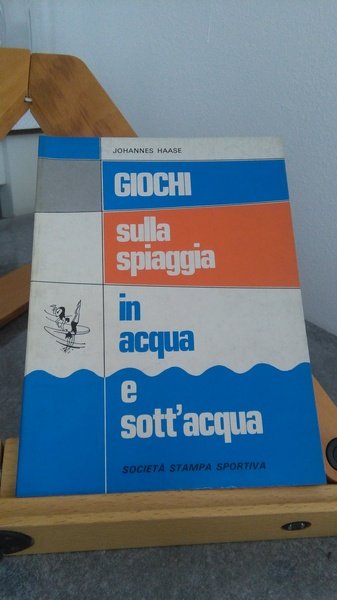 JOHANNES HAASE
GIOCHI
sulla
spiaggia
in
acqua
e
sott'acqua
SOCIETÀ STAMPA SPORTIVA